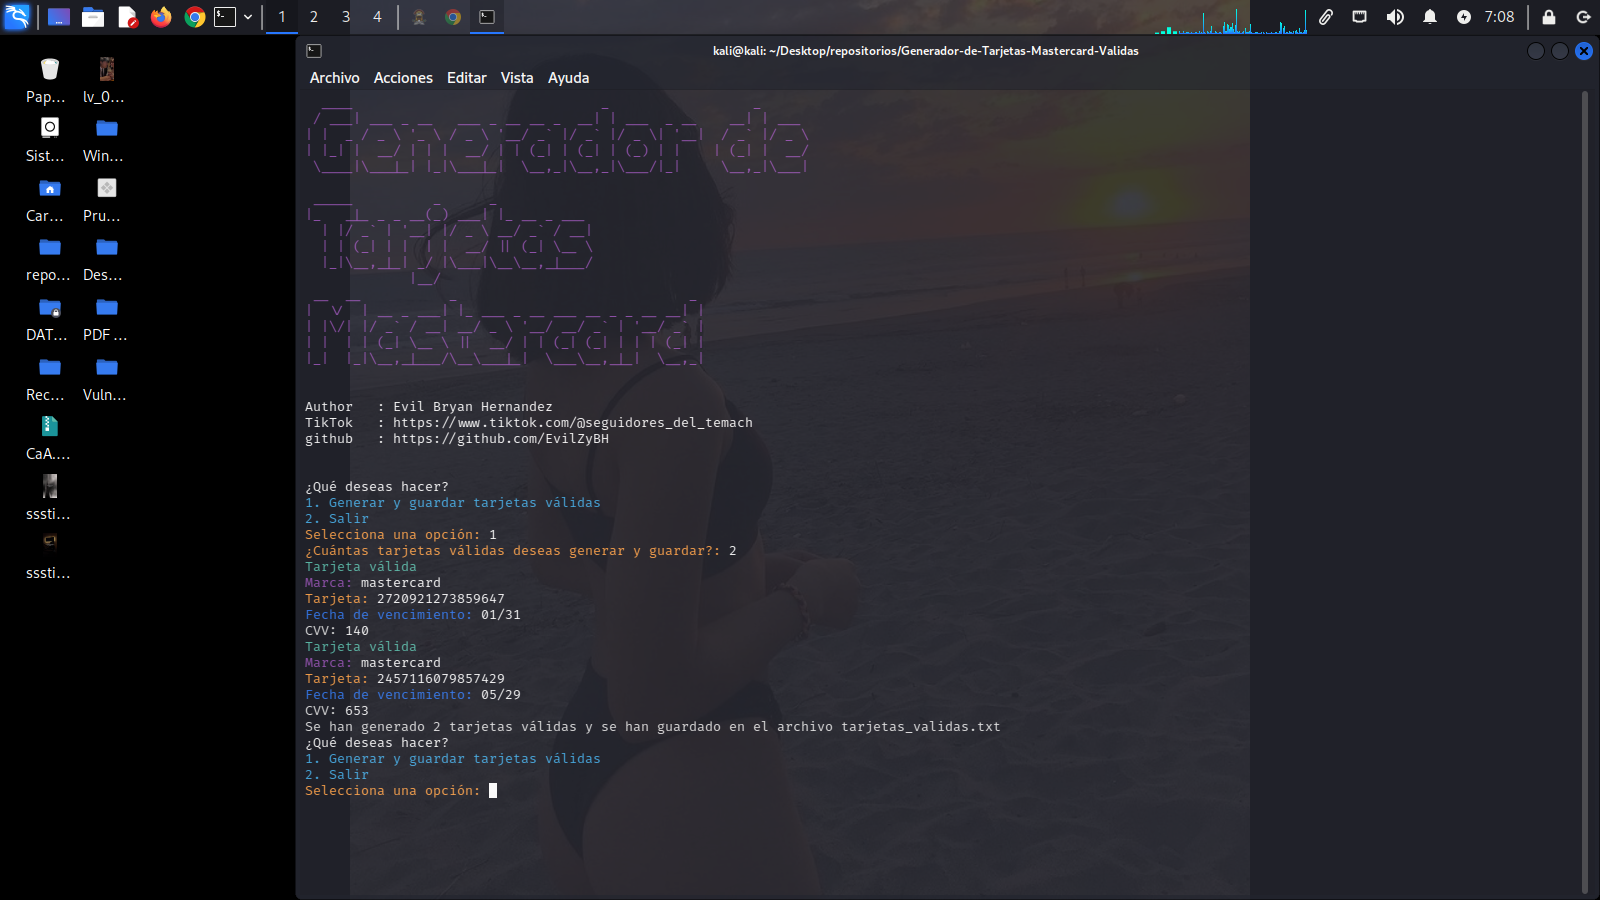 1 2 3 4 7:08
kali@kali: ~/Desktop/repositorios/Generador-de-Tarjetas-Mastercard-Validas
Archivo Acciones Editar Vista Ayuda
Pap... lv_0...
Sist... Win...
Car... Pru...
repo... Des...
DAT... PDF ...
Rec... Vuln...
CaA....
sssti...
sssti...
Generador de
Tarjetas
Mastercard
Author : Evil Bryan Hernandez
TikTok : https://www.tiktok.com/@seguidores_del_temach
github : https://github.com/EvilZyBH
¿Qué deseas hacer?
1. Generar y guardar tarjetas válidas
2. Salir
Selecciona una opción: 1
¿Cuántas tarjetas válidas deseas generar y guardar?: 2
Tarjeta válida
Marca: mastercard
Tarjeta: 2720921273859647
Fecha de vencimiento: 01/31
CVV: 140
Tarjeta válida
Marca: mastercard
Tarjeta: 2457116079857429
Fecha de vencimiento: 05/29
CVV: 653
Se han generado 2 tarjetas válidas y se han guardado en el archivo tarjetas_validas.txt
¿Qué deseas hacer?
1. Generar y guardar tarjetas válidas
2. Salir
Selecciona una opción: